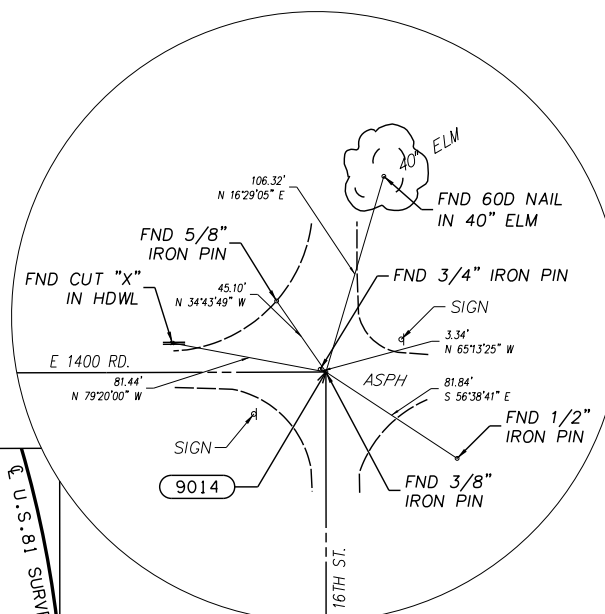 40" ELM
106.32'
N 16°29'05" E
FND 60D NAIL
IN 40" ELM
FND 5/8"
IRON PIN
FND 3/4" IRON PIN
FND CUT "X"
IN HDWL
45.10'
N 34°43'49" W
SIGN
3.34'
N 65°13'25" W
E 1400 RD.
ASPH
81.44'
N 79°20'00" W
81.84'
S 56°38'41" E
FND 1/2"
IRON PIN
SIGN
9014
FND 3/8"
IRON PIN
℄ U.S.81
16TH ST.